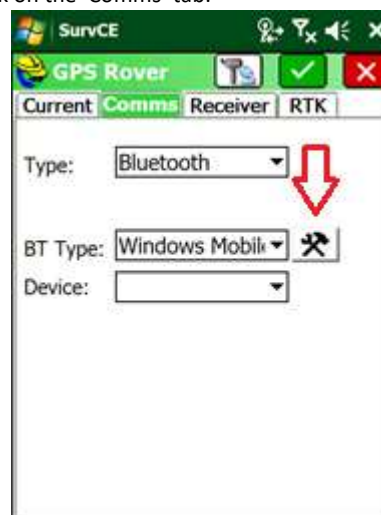 k on the 'Comms' tab.
SurvCE
GPS Rover
Current Comms Receiver RTK
Type: Bluetooth
BT Type: Windows Mobil
Device: